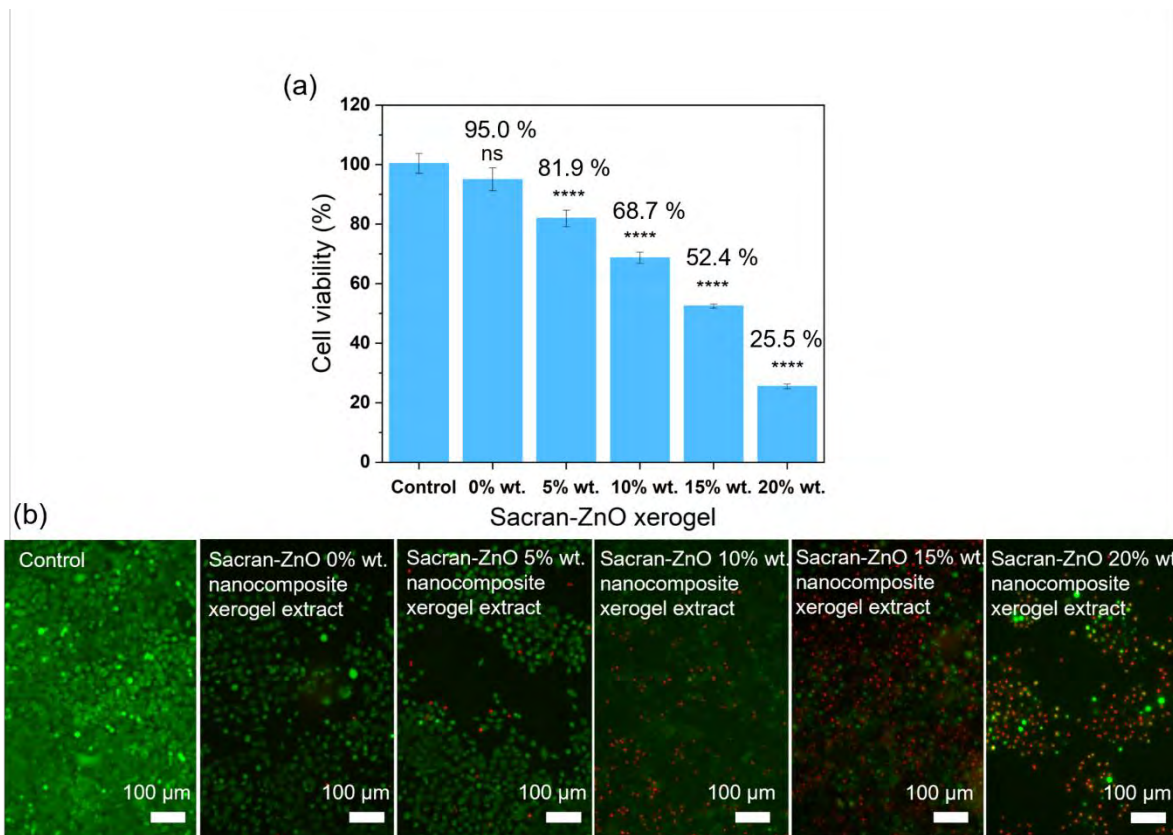 (a)
120
100
80
60
40
20
0
Cell viability (%)
95.0 %
ns
81.9 %
****
68.7 %
****
52.4 %
****
25.5 %
****
Control 0% wt. 5% wt. 10% wt. 15% wt. 20% wt.
Sacran-ZnO xerogel
(b)
Control
100 µm
Sacran-ZnO 0% wt.
nanocomposite
xerogel extract
100 µm
Sacran-ZnO 5% wt.
nanocomposite
xerogel extract
100 µm
Sacran-ZnO 10% wt.
nanocomposite
xerogel extract
100 µm
Sacran-ZnO 15% wt.
nanocomposite
xerogel extract
100 µm
Sacran-ZnO 20% wt
nanocomposite
xerogel extract
100 µm